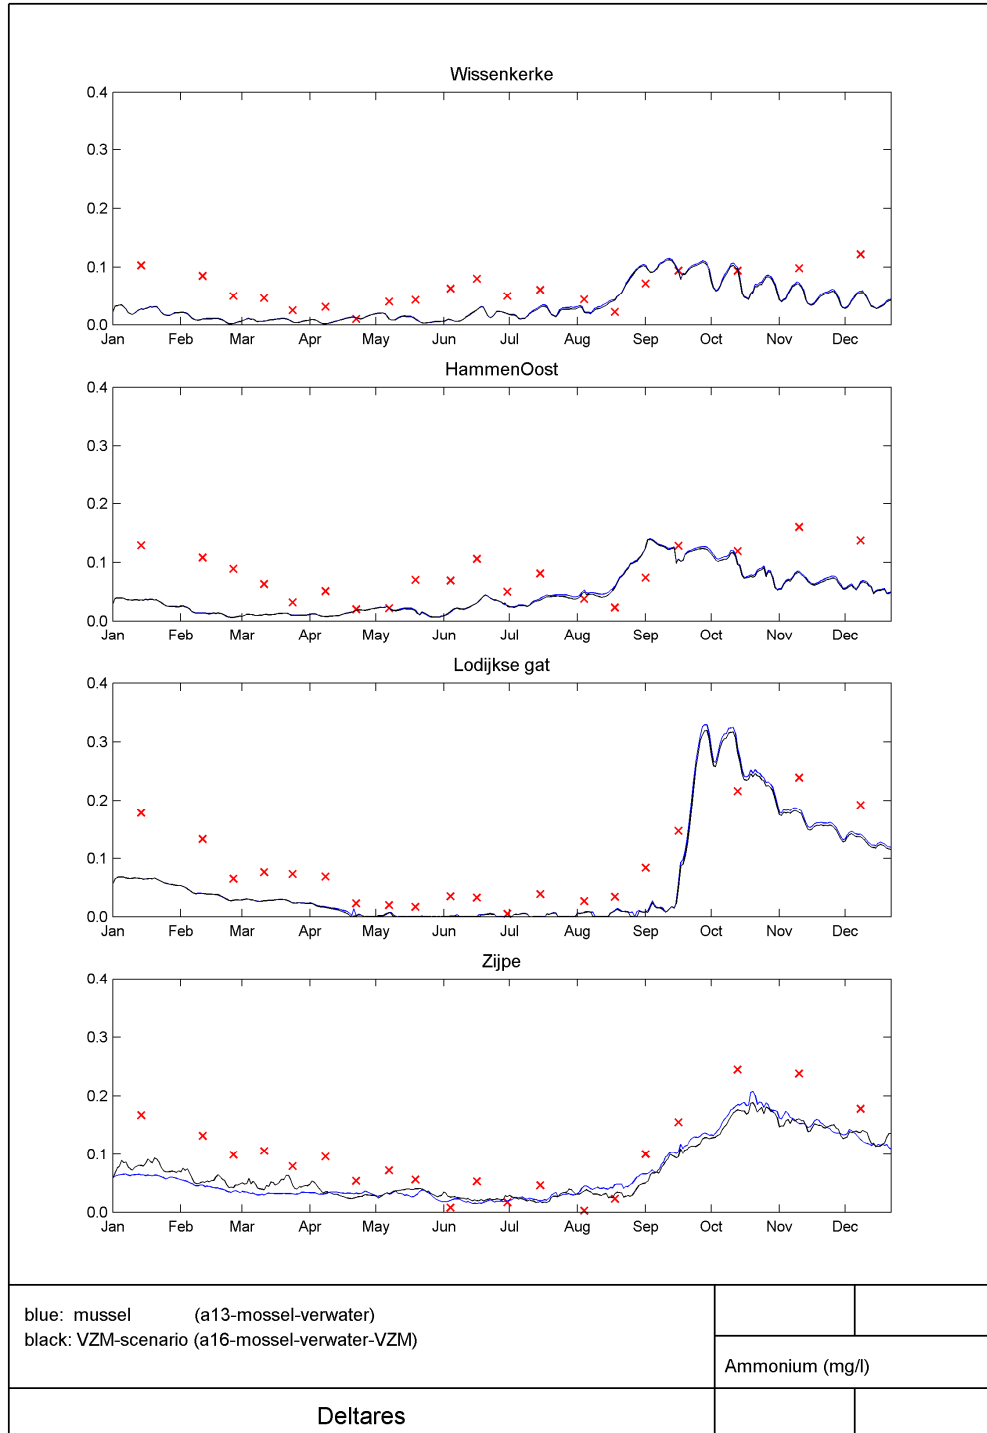 Wissenkerke
0.4
0.3
0.2
0.1
0.0
Jan Feb Mar Apr May Jun Jul Aug Sep Oct Nov Dec
HammenOost
0.4
0.3
0.2
0.1
0.0
Jan Feb Mar Apr May Jun Jul Aug Sep Oct Nov Dec
Lodijkse gat
0.4
0.3
0.2
0.1
0.0
Jan Feb Mar Apr May Jun Jul Aug Sep Oct Nov Dec
Zijpe
0.4
0.3
0.2
0.1
0.0
Jan Feb Mar Apr May Jun Jul Aug Sep Oct Nov Dec
blue: mussel (a13-mossel-verwater)
black: VZM-scenario (a16-mossel-verwater-VZM)
Ammonium (mg/l)
Deltares